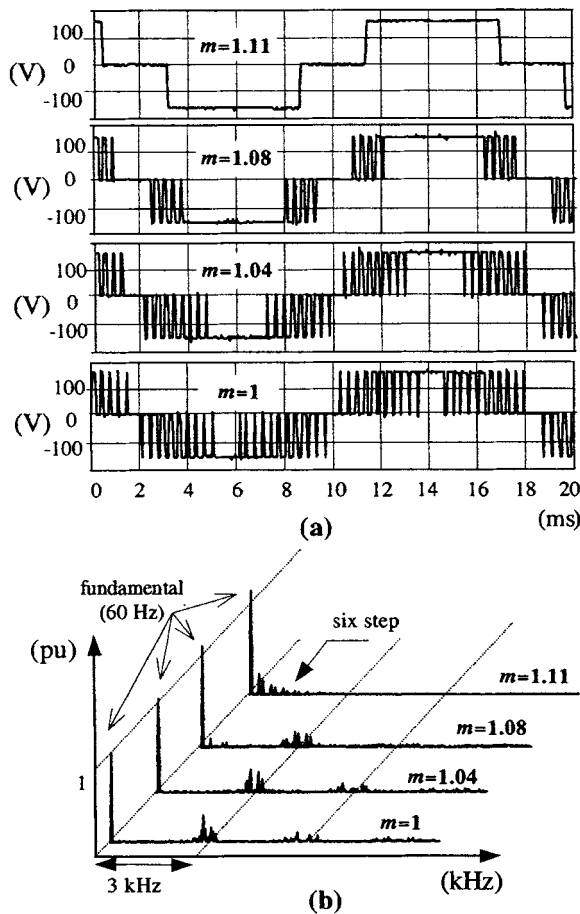 100
(V) 0
-100
m=1.11
100
(V) 0
-100
m=1.08
100
(V) 0
-100
m=1.04
100
(V) 0
-100
m=1
0 2 4 6 8 10 12 14 16 18 20
(ms)
(a)
fundamental
(60 Hz)
(pu)
six step
m=1.11
m=1.08
1
m=1.04
m=1
3 kHz
(kHz)
(b)